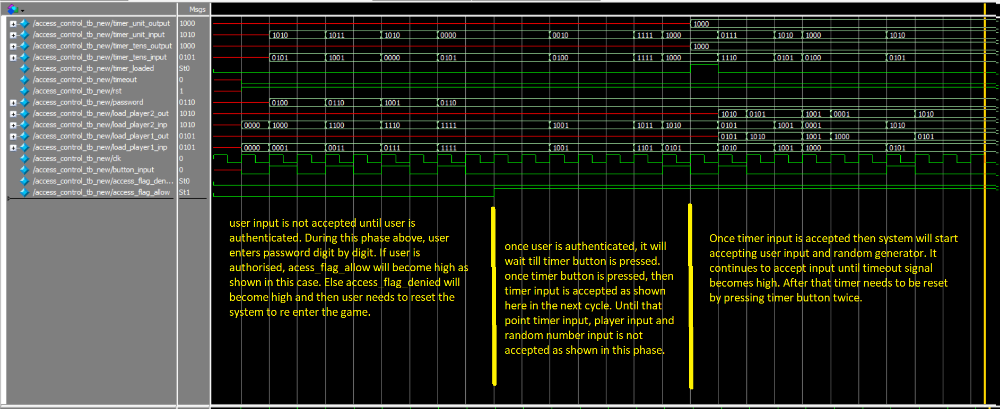 Msgs
/access_control_tb_new/timer_unit_output 1000 1000
/access_control_tb_new/timer_unit_input 1010 1010 1011 1010 0000 0010 1111 1000 0111 1010 1000 1010
/access_control_tb_new/timer_tens_output 1000 1000
/access_control_tb_new/timer_tens_input 0101 0101 1001 0000 0101 0100 1111 1000 1110 0101 0100 0101
/access_control_tb_new/timer_loaded St0
/access_control_tb_new/timeout 0
/access_control_tb_new/rst 1
/access_control_tb_new/password 0110 0100 0110 1001 0110
/access_control_tb_new/load_player2_out 1010 1010 0101 1001 0001 1010
/access_control_tb_new/load_player2_inp 1010 0000 1000 1100 1110 1111 1001 1011 1010 0101 1001 0001 1010
/access_control_tb_new/load_player1_out 0101 0101 1010 1001 1000 0101
/access_control_tb_new/load_player1_inp 0101 0000 0001 0011 0111 1111 1001 1101 0101 1010 1001 1000 0101
/access_control_tb_new/clk 0
/access_control_tb_new/button_input 0
/access_control_tb_new/access_flag_den... St0
/access_control_tb_new/access_flag_allow St1
user input is not accepted until user is
authenticated. During this phase above, user
enters password digit by digit. If user is
authorised, acess_flag_allow will become high as
shown in this case. Else access_flag_denied will
become high and then user needs to reset the
system to re enter the game.
once user is authenticated, it will
wait till timer button is pressed.
once timer button is pressed, then
timer input is accepted as shown
here in the next cycle. Until that
point timer input, player input and
random number input is not
accepted as shown in this phase.
Once timer input is accepted then system will start
accepting user input and random generator. It
continues to accept input until timeout signal
becomes high. After that timer needs to be reset
by pressing timer button twice.